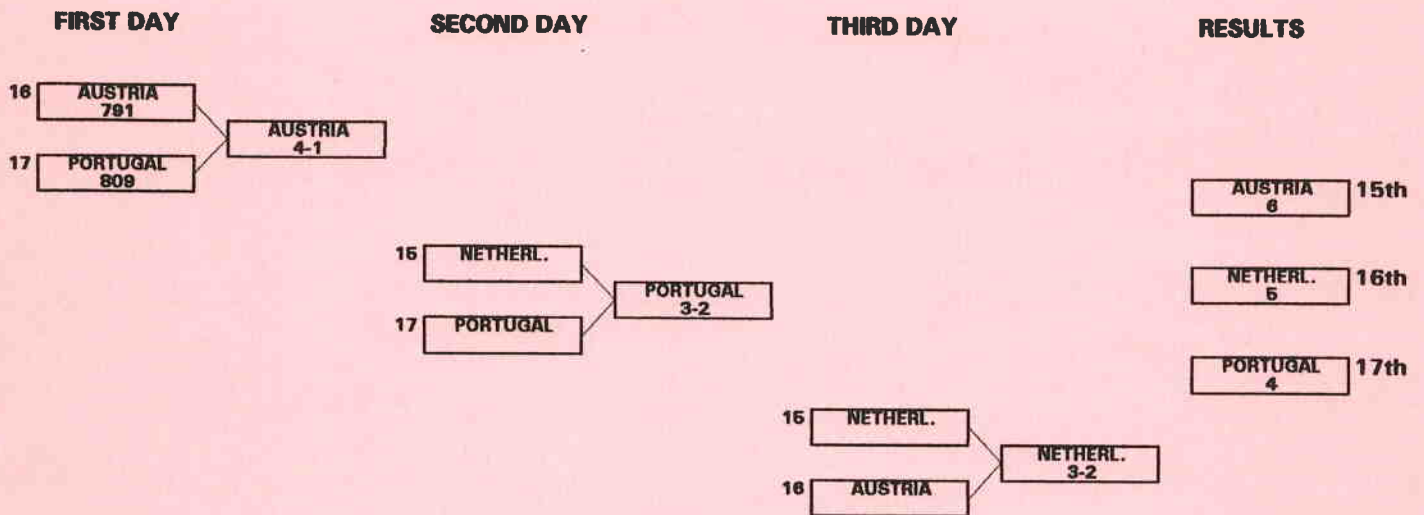 FIRST DAY
SECOND DAY
THIRD DAY
RESULTS
16
AUSTRIA
791
AUSTRIA
4-1
17
PORTUGAL
809
AUSTRIA
6
15th
15
NETHERL.
NETHERL.
5
16th
PORTUGAL
3-2
17
PORTUGAL
PORTUGAL
4
17th
15
NETHERL.
NETHERL.
3-2
16
AUSTRIA